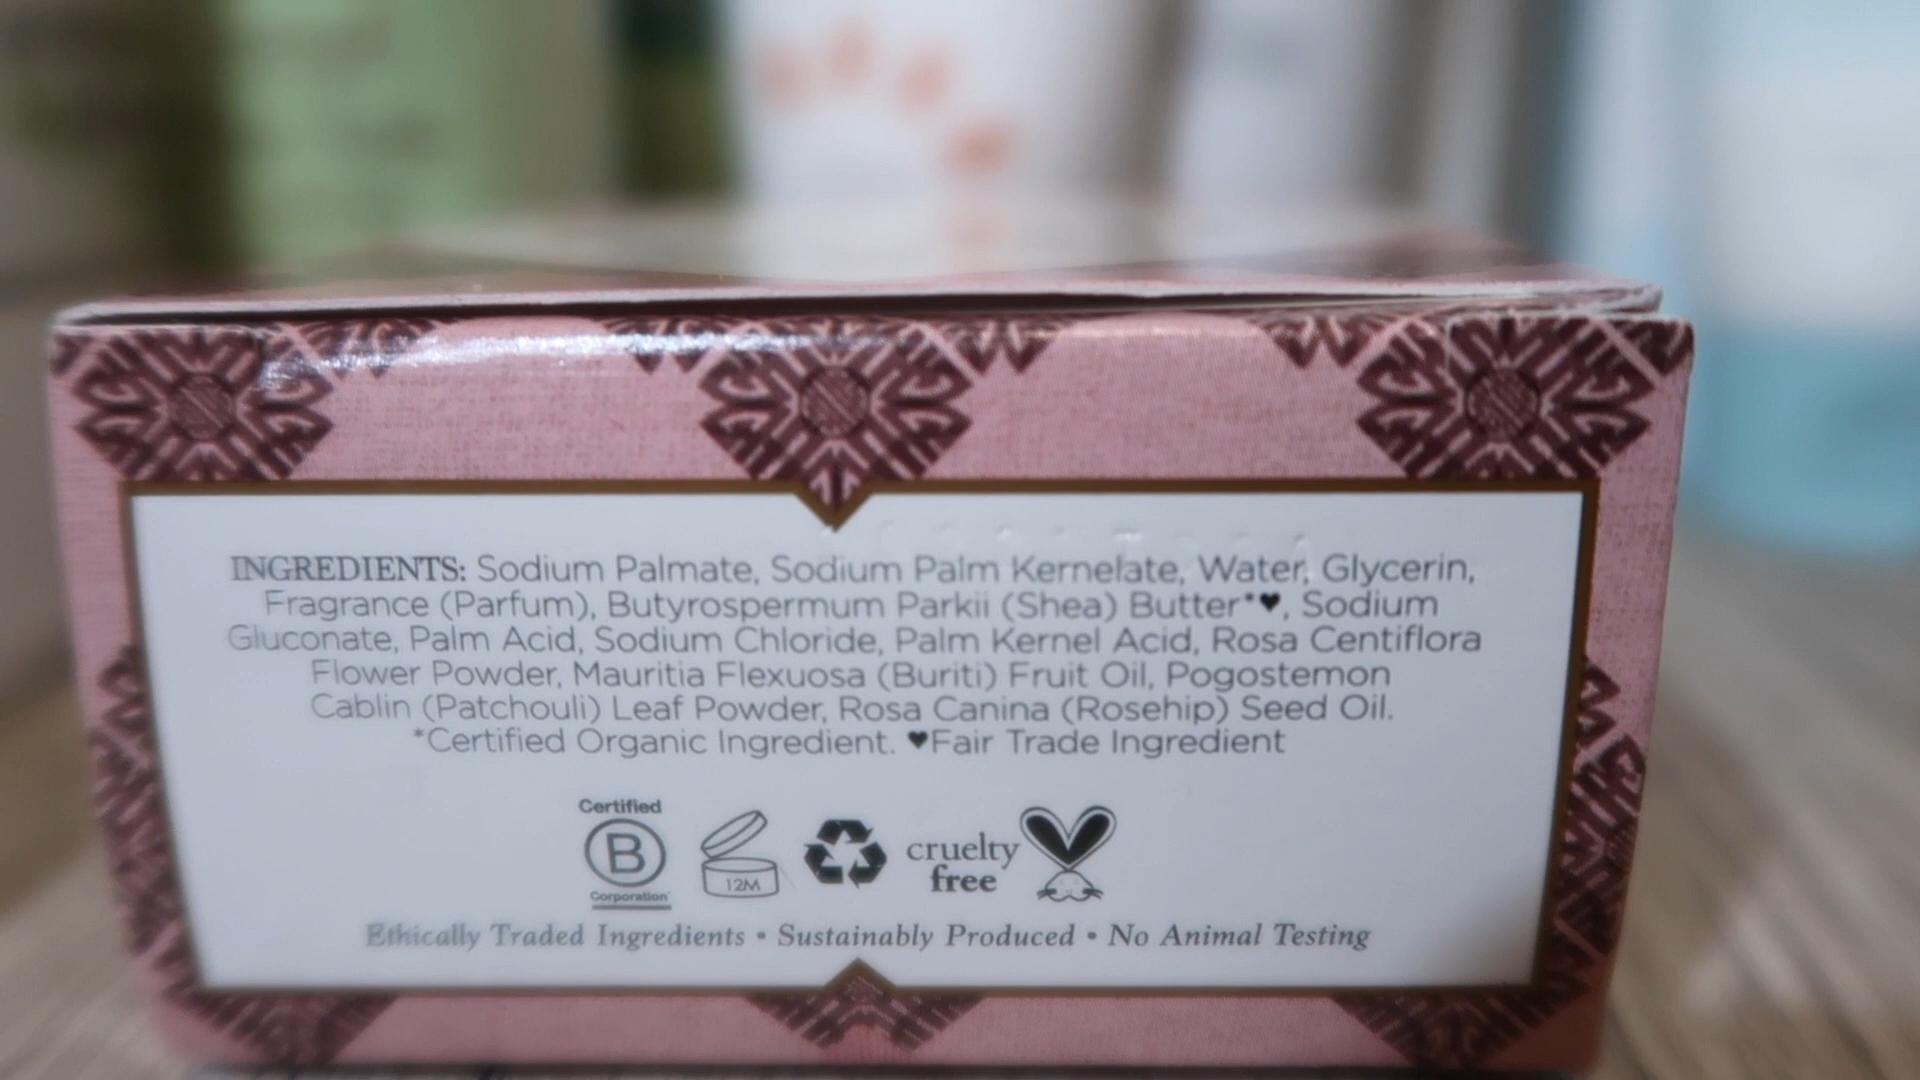 INGREDIENTS: Sodium Palmate, Sodium Palm Kernelate, Water, Glycerin,
Fragrance (Parfum), Butyrospermum Parkii (Shea) Butter*♥, Sodium
Gluconate, Palm Acid, Sodium Chloride, Palm Kernel Acid, Rosa Centiflora
Flower Powder, Mauritia Flexuosa (Buriti) Fruit Oil, Pogostemon
Cablin (Patchouli) Leaf Powder, Rosa Canina (Rosehip) Seed Oil.
*Certified Organic Ingredient. ♥Fair Trade Ingredient
Certified
B
Corporation
12M
cruelty
free
Ethically Traded Ingredients • Sustainably Produced • No Animal Testing